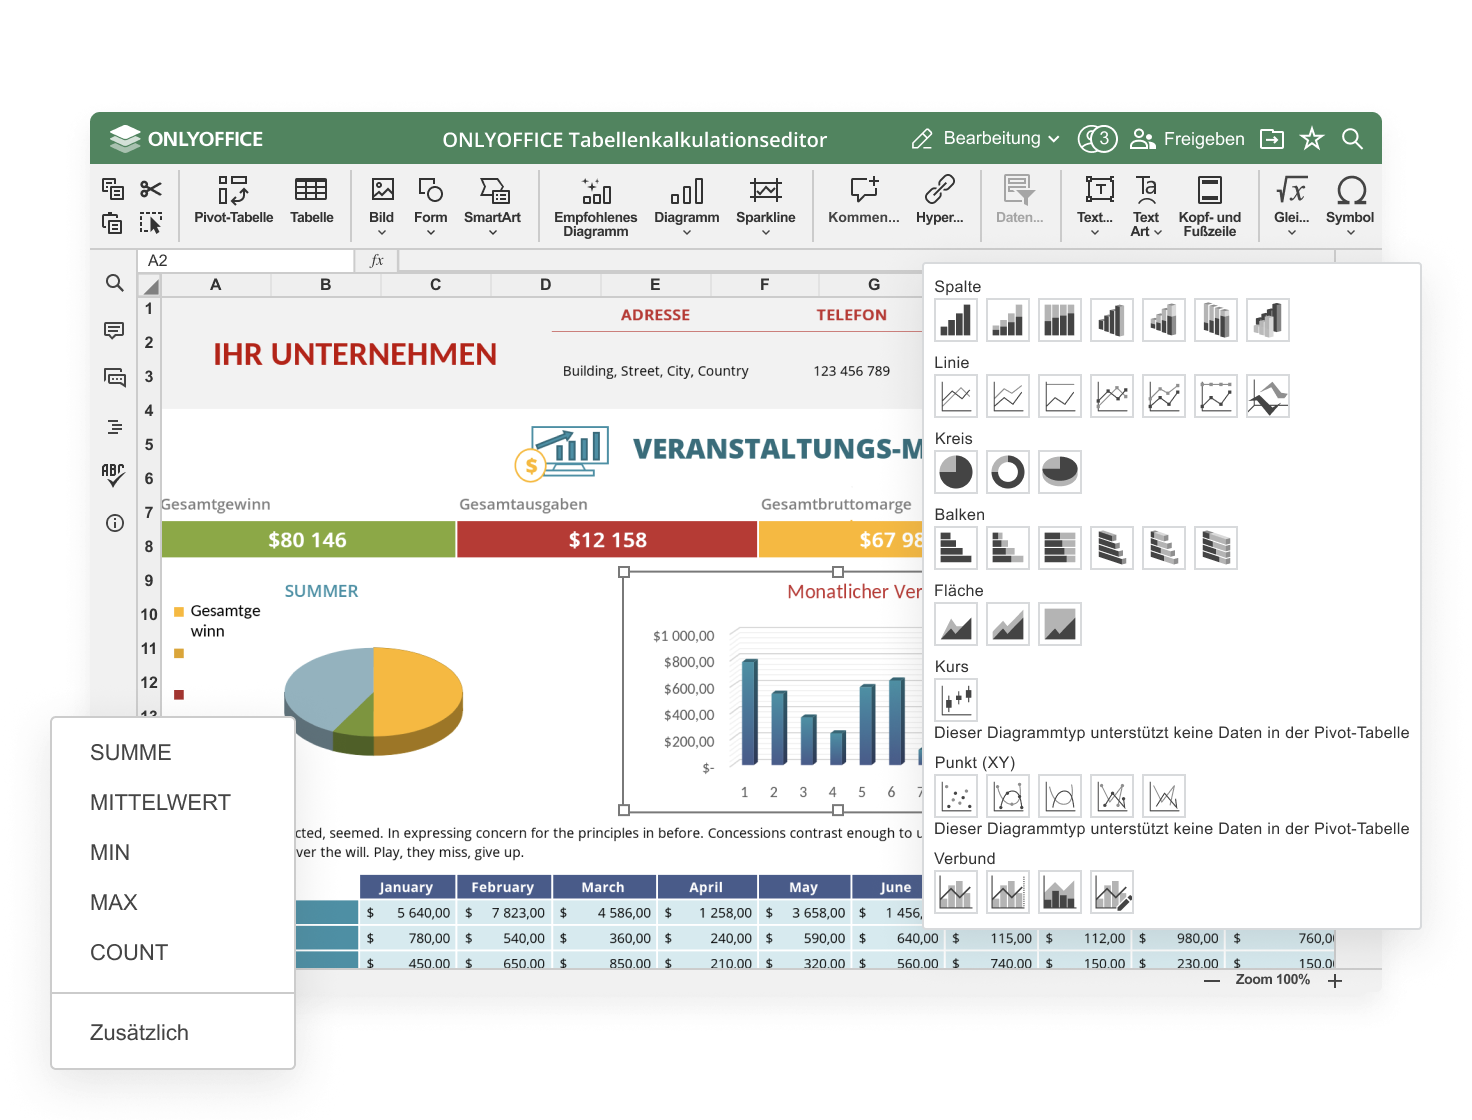 ONLYOFFICE
ONLYOFFICE Tabellenkalkulationseditor
Bearbeitung
3
Freigeben
Pivot-Tabelle
Tabelle
Bild
Form
SmartArt
Empfohlenes
Diagramm
Diagramm
Sparkline
Kommen...
Hyper...
Daten...
Text...
Text
Art
Kopf- und
Fußzeile
Glei...
Symbol
A2
fx
A B C D E F G
1
2
3
4
5
6
7
8
9
10
11
12
13
ADRESSE
TELEFON
IHR UNTERNEHMEN
Building, Street, City, Country
123 456 789
VERANSTALTUNGS-M
Gesamtgewinn
Gesamtausgaben
Gesamtbruttomarge
$80 146
$12 158
$67 98
SUMMER
Gesamtge
winn
Monatlicher Ver
$1 000,00
$800,00
$600,00
$400,00
$200,00
$-
1 2 3 4 5 6 7
cted, seemed. In expressing concern for the principles in before. Concessions contrast enough to u
ver the will. Play, they miss, give up.
January February March April May June
$ 5 640,00 $ 7 823,00 $ 4 586,00 $ 1 258,00 $ 3 658,00 $ 1 456,
$ 780,00 $ 540,00 $ 360,00 $ 240,00 $ 590,00 $ 640,00 $ 115,00 $ 112,00 $ 980,00 $ 760,0
$ 450,00 $ 650,00 $ 850,00 $ 210,00 $ 320,00 $ 560,00 $ 740,00 $ 150,00 $ 230,00 $ 150,0
Zoom 100%
Spalte
Linie
Kreis
Balken
Fläche
Kurs
Dieser Diagrammtyp unterstützt keine Daten in der Pivot-Tabelle
Punkt (XY)
Dieser Diagrammtyp unterstützt keine Daten in der Pivot-Tabelle
Verbund
SUMME
MITTELWERT
MIN
MAX
COUNT
Zusätzlich